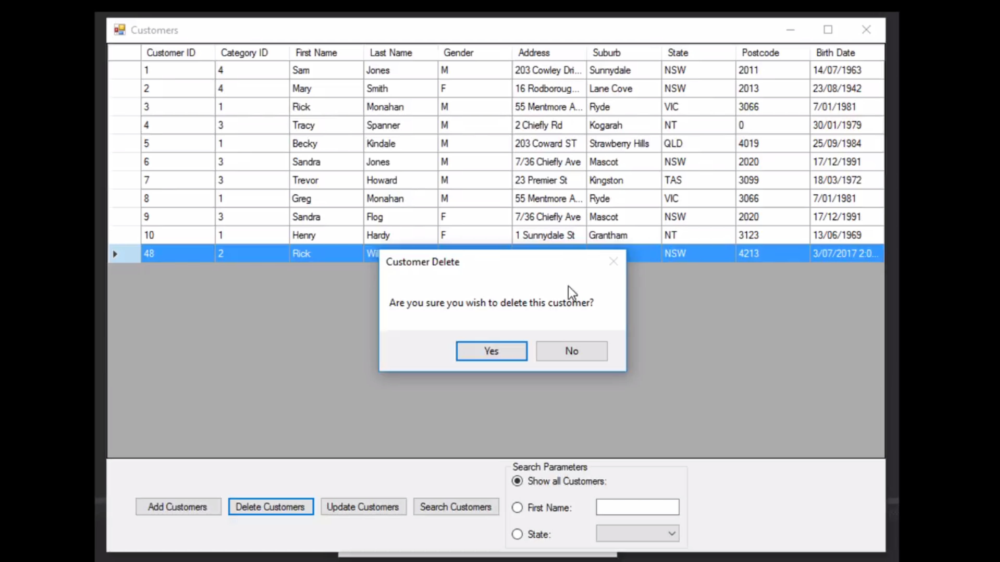 Customers
Customer ID Category ID First Name Last Name Gender Address Suburb State Postcode Birth Date
1 4 Sam Jones M 203 Cowley Dri... Sunnydale NSW 2011 14/07/1963
2 4 Mary Smith F 16 Rodboroug... Lane Cove NSW 2013 23/08/1942
3 1 Rick Monahan M 55 Mentmore A... Ryde VIC 3066 7/01/1981
4 3 Tracy Spanner M 2 Chiefly Rd Kogarah NT 0 30/01/1979
5 1 Becky Kindale M 203 Coward ST Strawberry Hills QLD 4019 25/09/1984
6 3 Sandra Jones M 7/36 Chiefly Ave Mascot NSW 2020 17/12/1991
7 3 Trevor Howard M 23 Premier St Kingston TAS 3099 18/03/1972
8 1 Greg Monahan M 55 Mentmore A... Ryde VIC 3066 7/01/1981
9 3 Sandra Flog F 7/36 Chiefly Ave Mascot NSW 2020 17/12/1991
10 1 Henry Hardy F 1 Sunnydale St Grantham NT 3123 13/06/1969
48 2 Rick NSW 4213 3/07/2017 2:0...
Customer Delete
Are you sure you wish to delete this customer?
Yes No
Search Parameters
Show all Customers:
Add Customers Delete Customers Update Customers Search Customers First Name:
State: